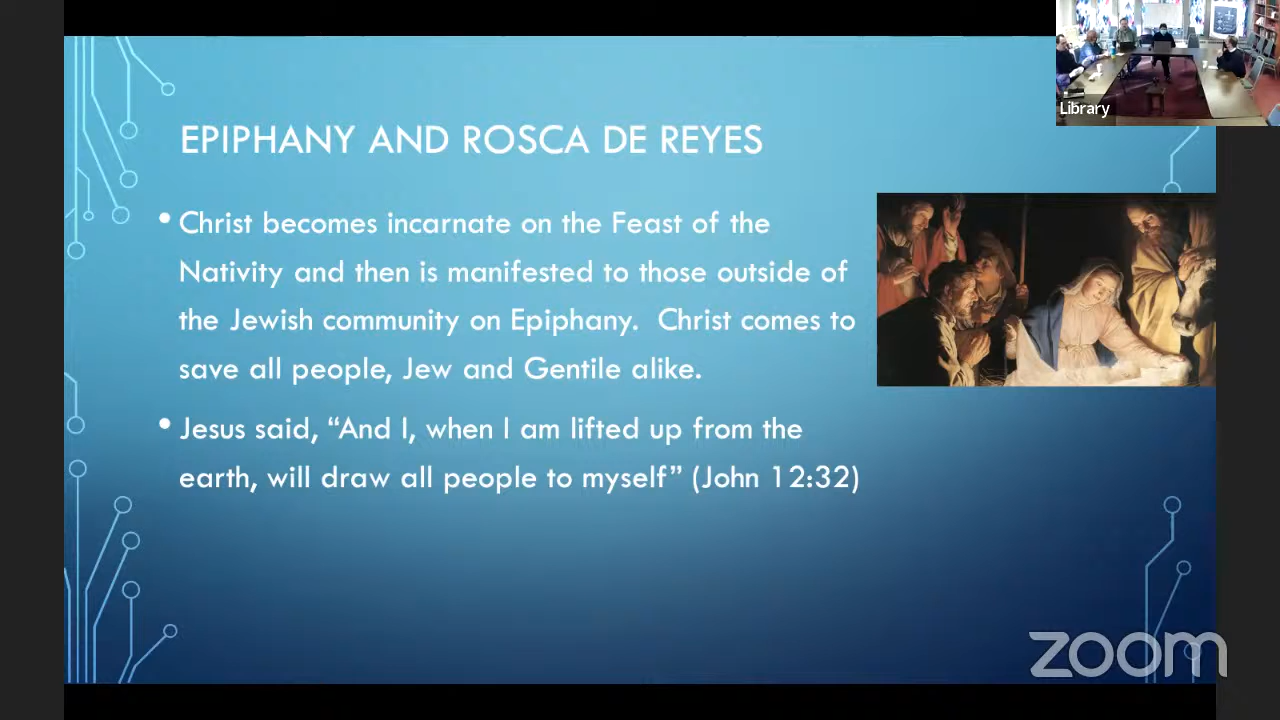 Library
EPIPHANY AND ROSCA DE REYES
• Christ becomes incarnate on the Feast of the
Nativity and then is manifested to those outside of
the Jewish community on Epiphany.  Christ comes to
save all people, Jew and Gentile alike.
• Jesus said, “And I, when I am lifted up from the
earth, will draw all people to myself” (John 12:32)
zoom